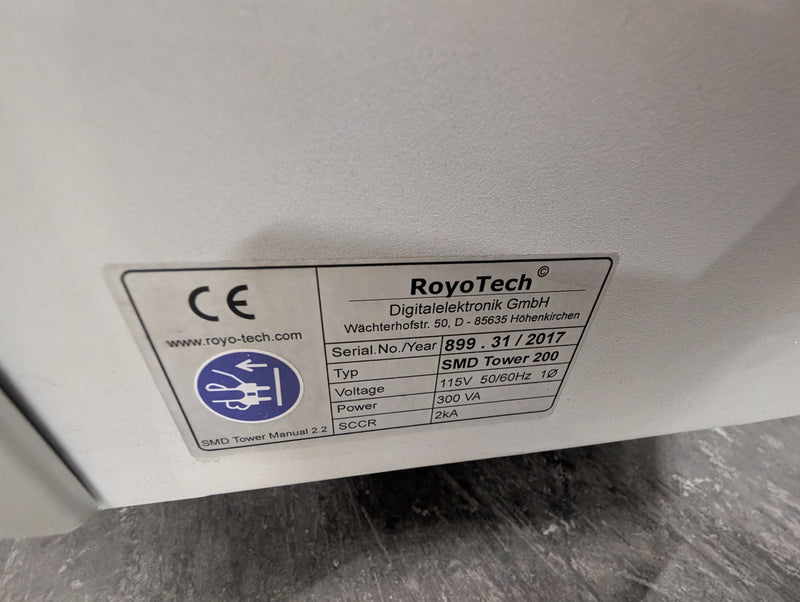 CE
www.royo-tech.com
SMD Tower Manual 2.2
RoyoTech ©
Digitalelektronik GmbH
Wächterhofstr. 50, D - 85635 Höhenkirchen
Serial.No./Year 899 . 31 / 2017
Typ SMD Tower 200
Voltage 115V 50/60Hz 1Ø
Power 300 VA
SCCR 2kA